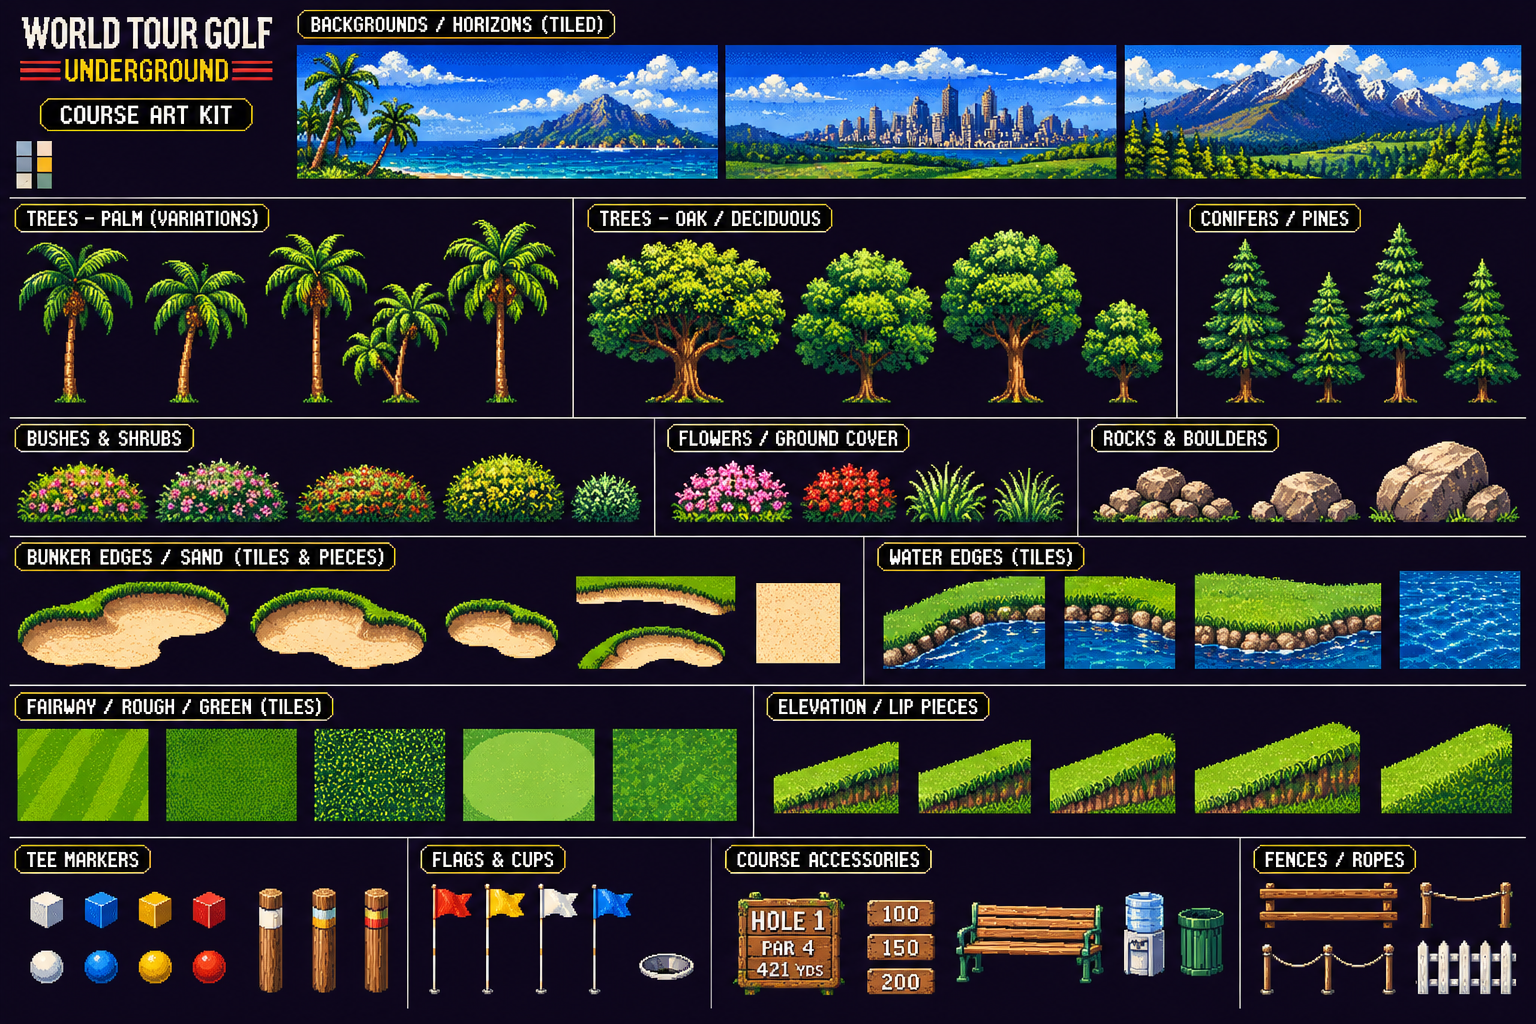 WORLD TOUR GOLF
UNDERGROUND
COURSE ART KIT
BACKGROUNDS / HORIZONS (TILED)
TREES - PALM (VARIATIONS)
TREES - OAK / DECIDUOUS
CONIFERS / PINES
BUSHES & SHRUBS
FLOWERS / GROUND COVER
ROCKS & BOULDERS
BUNKER EDGES / SAND (TILES & PIECES)
WATER EDGES (TILES)
FAIRWAY / ROUGH / GREEN (TILES)
ELEVATION / LIP PIECES
TEE MARKERS
FLAGS & CUPS
COURSE ACCESSORIES
HOLE 1
PAR 4
421 YDS
100
150
200
FENCES / ROPES